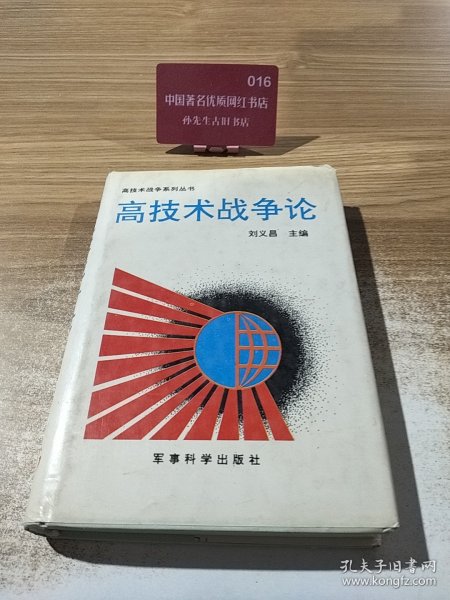 016
中国著名优质网红书店
孙先生古旧书店
高技术战争系列丛书
高技术战争论
刘义昌 主编
军事科学出版社
孔夫子旧书网
www.kongfz.com